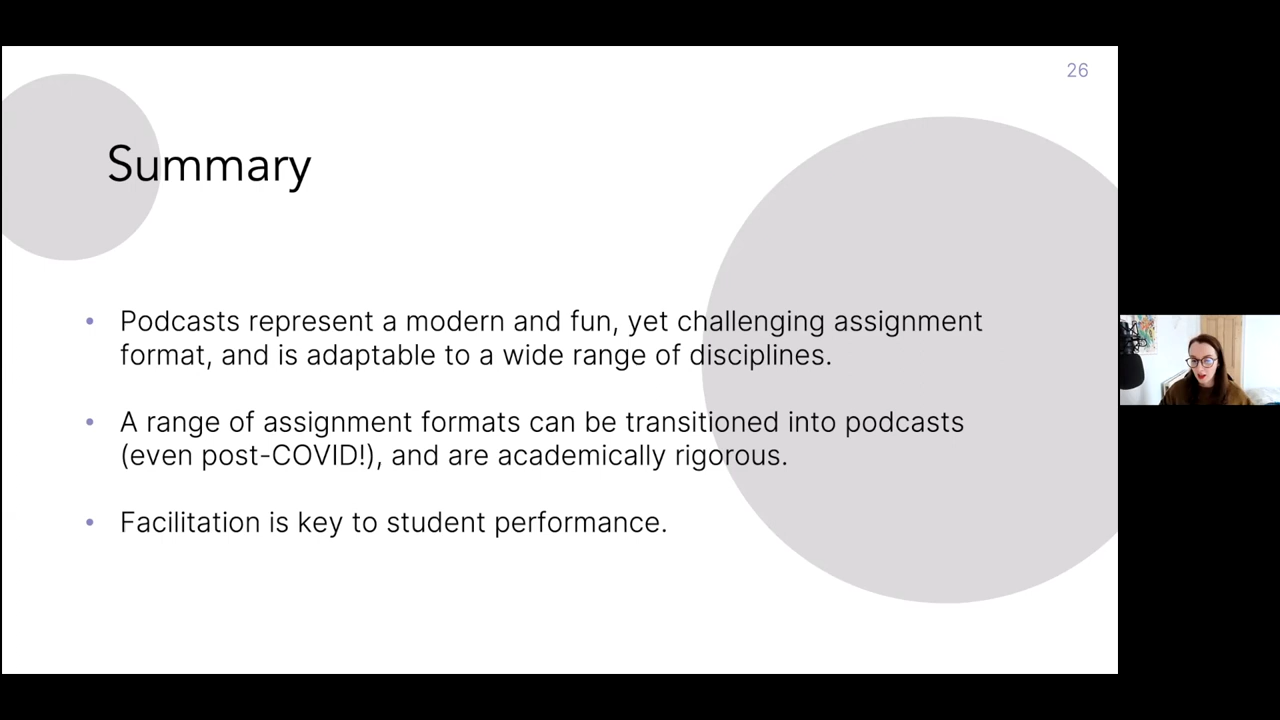 26
Summary
• Podcasts represent a modern and fun, yet challenging assignment
format, and is adaptable to a wide range of disciplines.
• A range of assignment formats can be transitioned into podcasts
(even post-COVID!), and are academically rigorous.
• Facilitation is key to student performance.